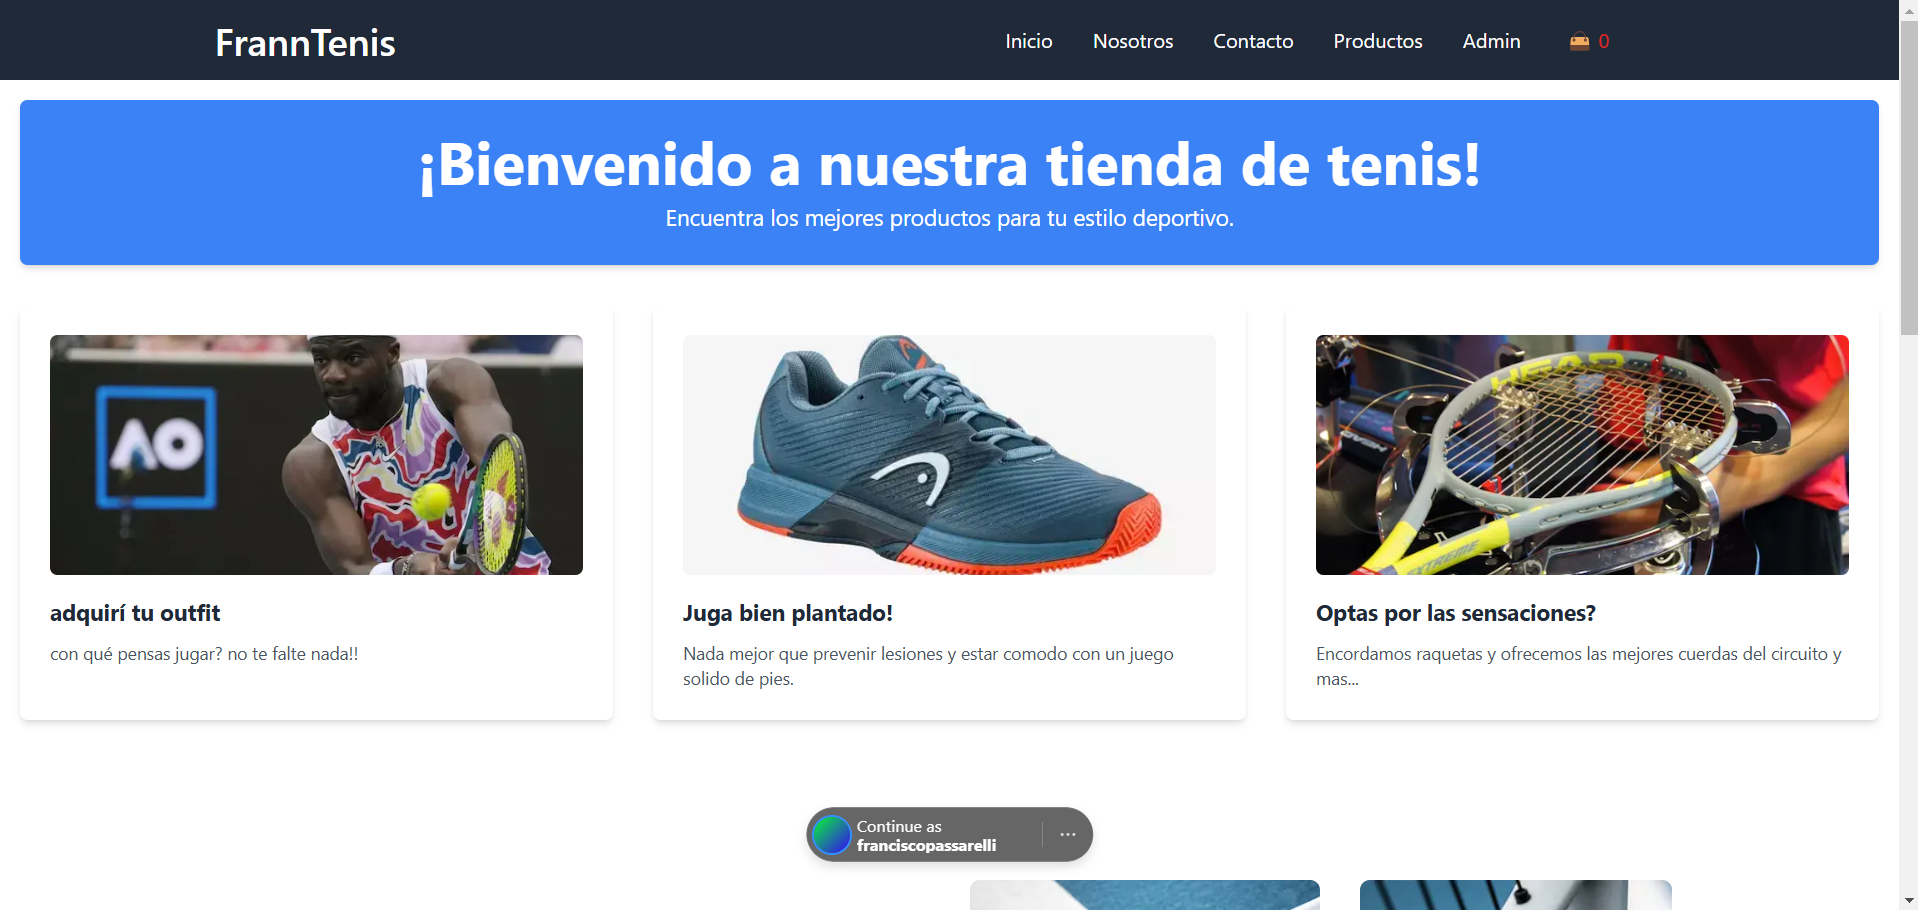 FrannTenis
Inicio Nosotros Contacto Productos Admin 0
¡Bienvenido a nuestra tienda de tenis!
Encuentra los mejores productos para tu estilo deportivo.
AO
HEAD
EXTREME
adquirí tu outfit
con qué pensas jugar? no te falte nada!!
Juga bien plantado!
Nada mejor que prevenir lesiones y estar comodo con un juego
solido de pies.
Optas por las sensaciones?
Encordamos raquetas y ofrecemos las mejores cuerdas del circuito y
mas...
Continue as
franciscopassarelli